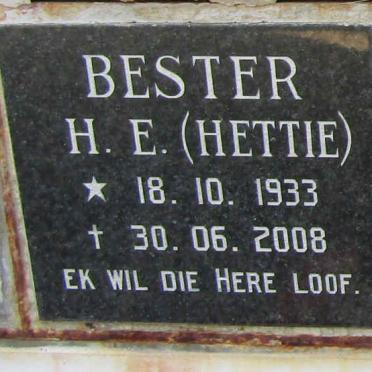 BESTER
H. E. (HETTIE)
★ 18. 10. 1933
✝ 30. 06. 2008
EK WIL DIE HERE LOOF.